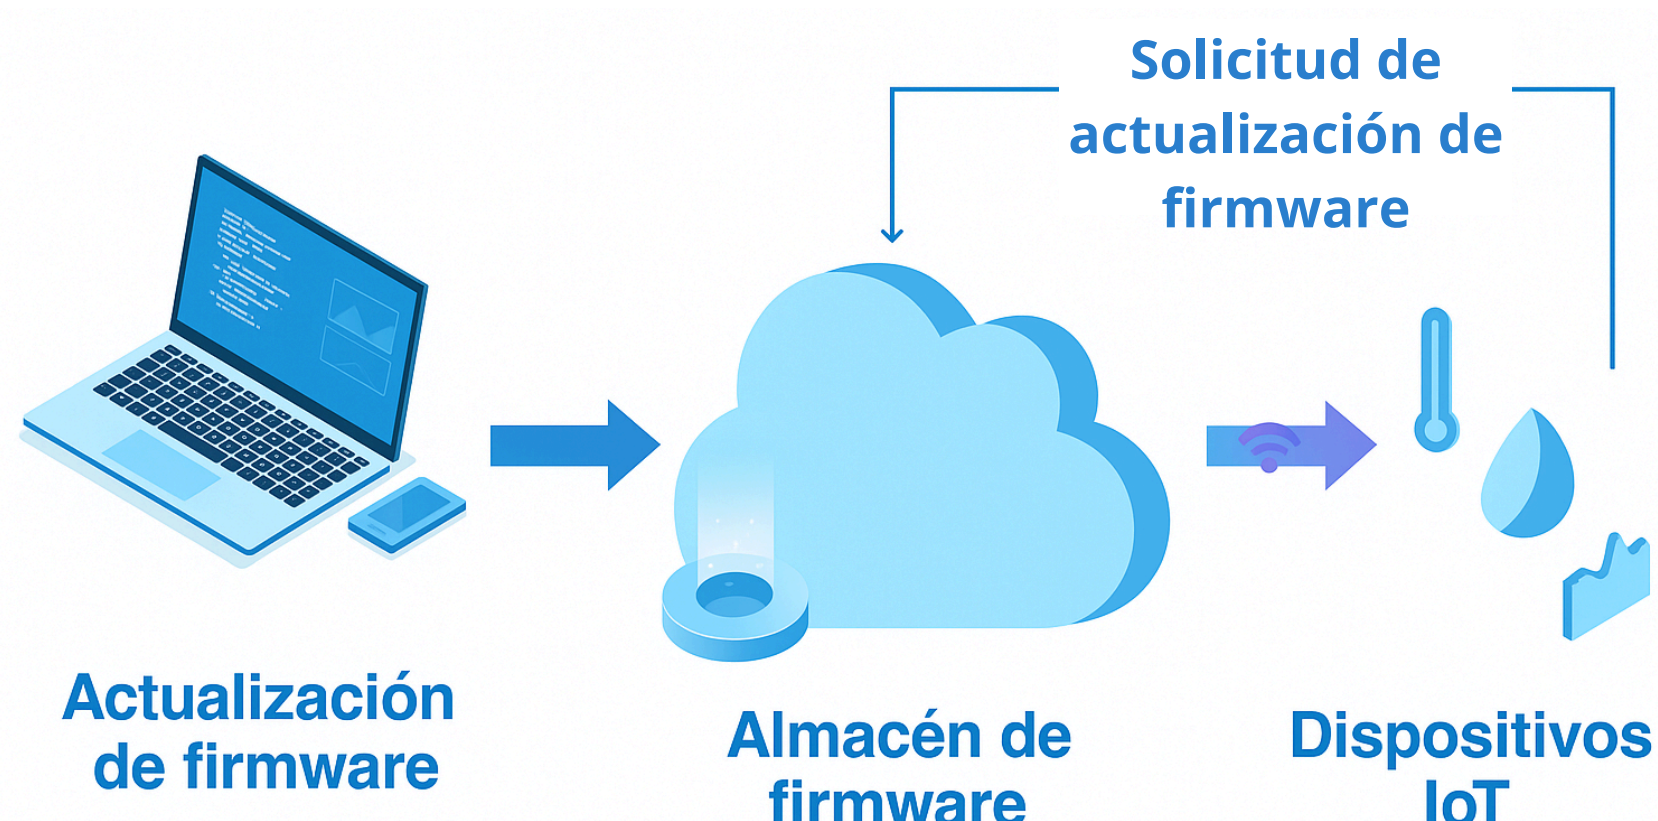 Solicitud de
actualización de
firmware
Actualización
de firmware
Almacén de
firmware
Dispositivos
IoT